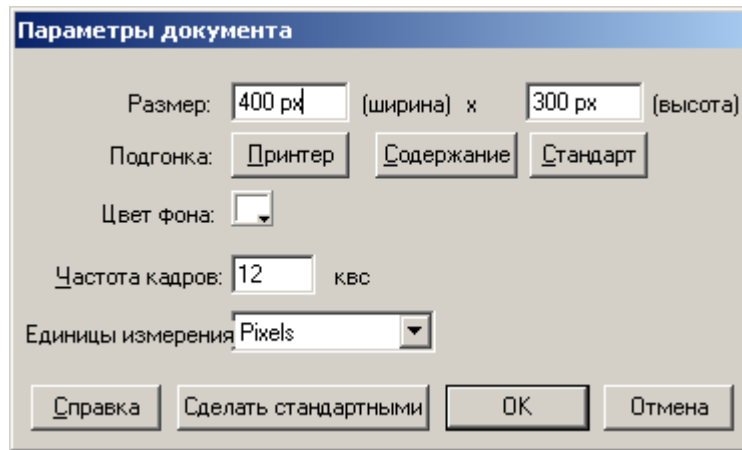 Параметры документа
Размер: 400 px (ширина) x 300 px (высота)
Подгонка: Принтер Содержание Стандарт
Цвет фона:
Частота кадров: 12 квс
Единицы измерения Pixels
Справка Сделать стандартными OK Отмена